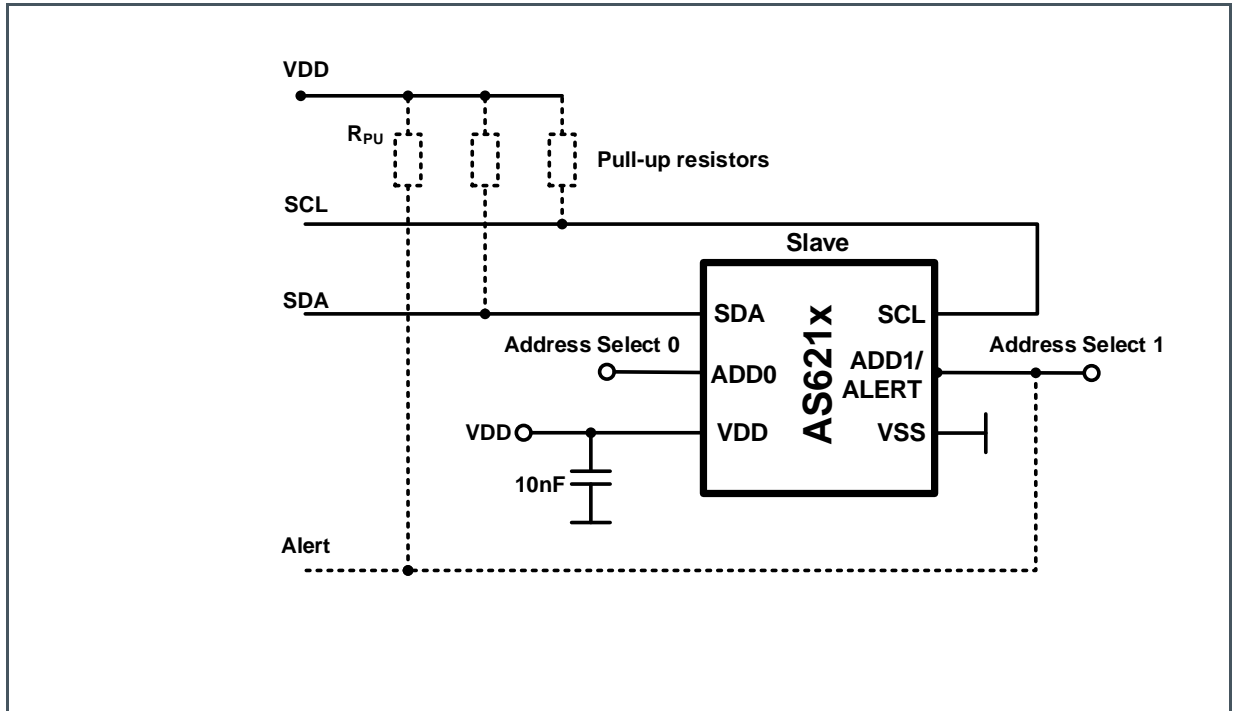 VDD
RPU
Pull-up resistors
SCL
Slave
SDA
SDA
SCL
Address Select 0
Address Select 1
ADD0
ADD1/
ALERT
AS621x
VDD
VDD
VSS
10nF
Alert